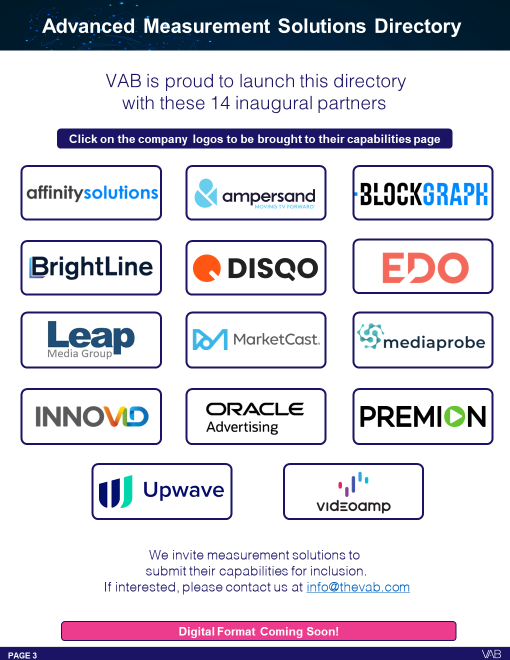 Advanced Measurement Solutions Directory
VAB is proud to launch this directory
with these 14 inaugural partners
Click on the company logos to be brought to their capabilities page
affinitysolutions
ampersand
MOVING TV FORWARD
BLOCKGRAPH
BrightLine
DISQO
EDO
Leap
Media Group
MarketCast.
mediaprobe
INNOVID
ORACLE
Advertising
PREMION
Upwave
videoamp
We invite measurement solutions to
submit their capabilities for inclusion.
If interested, please contact us at info@thevab.com
Digital Format Coming Soon!
PAGE 3
VAB